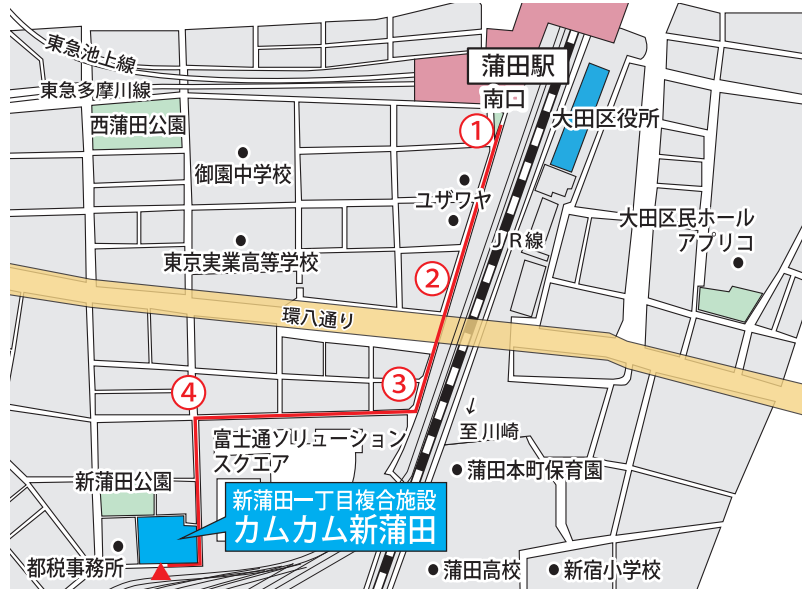 東急池上線
東急多摩川線
蒲田駅
南口
①
大田区役所
西蒲田公園
御園中学校
ユザワヤ
大田区民ホール
アプリコ
東京実業高等学校
JR線
②
環八通り
③
④
↓
至川崎
富士通ソリューション
スクエア
蒲田本町保育園
新蒲田公園
新蒲田一丁目複合施設
カムカム新蒲田
都税事務所
蒲田高校
新宿小学校